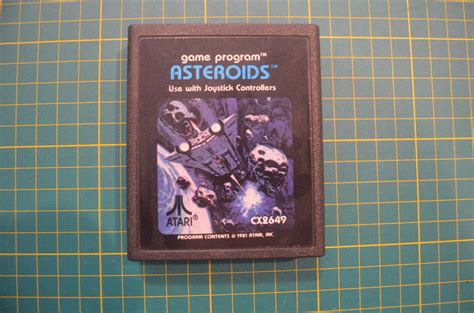 game program™
ASTEROIDS™
Use with Joystick Controllers
ATARI®
CX2649
PROGRAM CONTENTS © 1981 ATARI, INC.